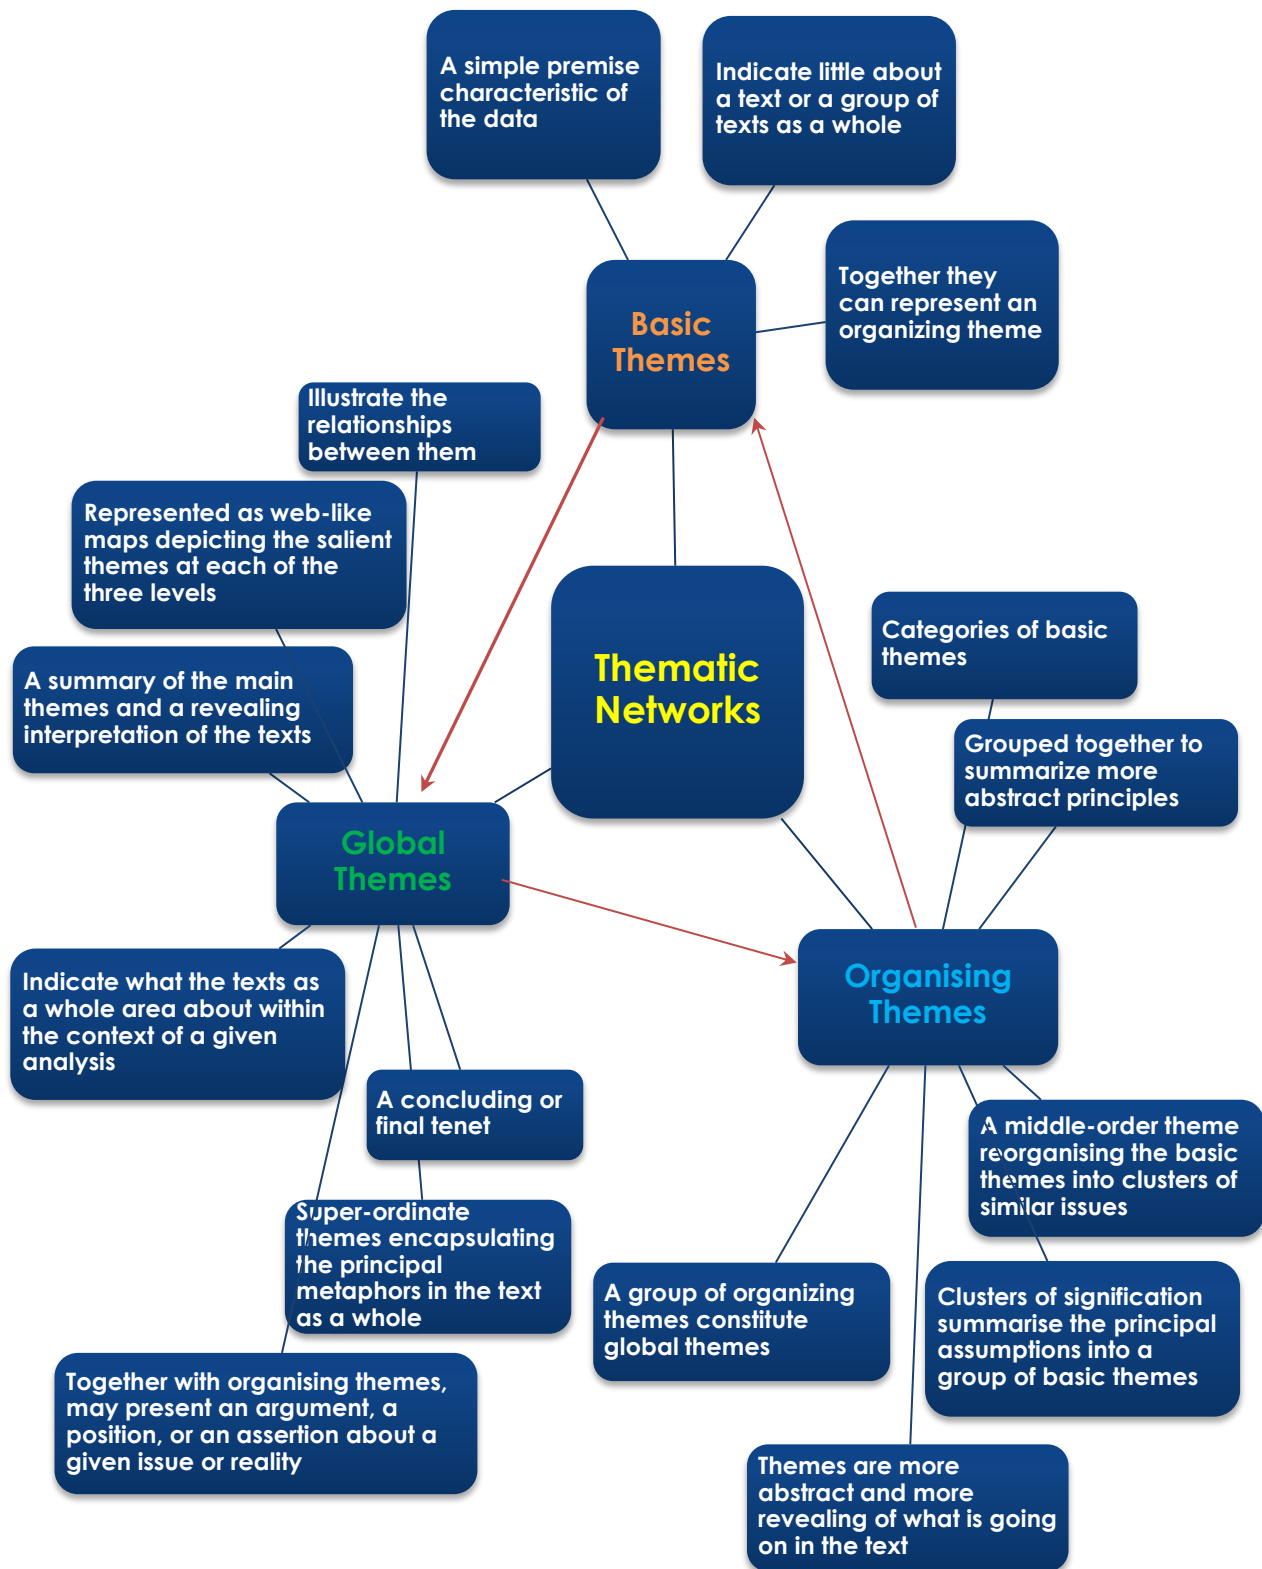 A simple premise
characteristic of
the data
Indicate little about
a text or a group of
texts as a whole
Together they
can represent an
organizing theme
Basic
Themes
Illustrate the
relationships
between them
Represented as web-like
maps depicting the salient
themes at each of the
three levels
A summary of the main
themes and a revealing
interpretation of the texts
Thematic
Networks
Categories of basic
themes
Grouped together to
summarize more
abstract principles
Global
Themes
Organising
Themes
Indicate what the texts as
a whole area about within
the context of a given
analysis
A concluding or
final tenet
Super-ordinate
themes encapsulating
the principal
metaphors in the text
as a whole
Together with organising themes,
may present an argument, a
position, or an assertion about a
given issue or reality
A middle-order theme
reorganising the basic
themes into clusters of
similar issues
A group of organizing
themes constitute
global themes
Clusters of signification
summarise the principal
assumptions into a
group of basic themes
Themes are more
abstract and more
revealing of what is going
on in the text